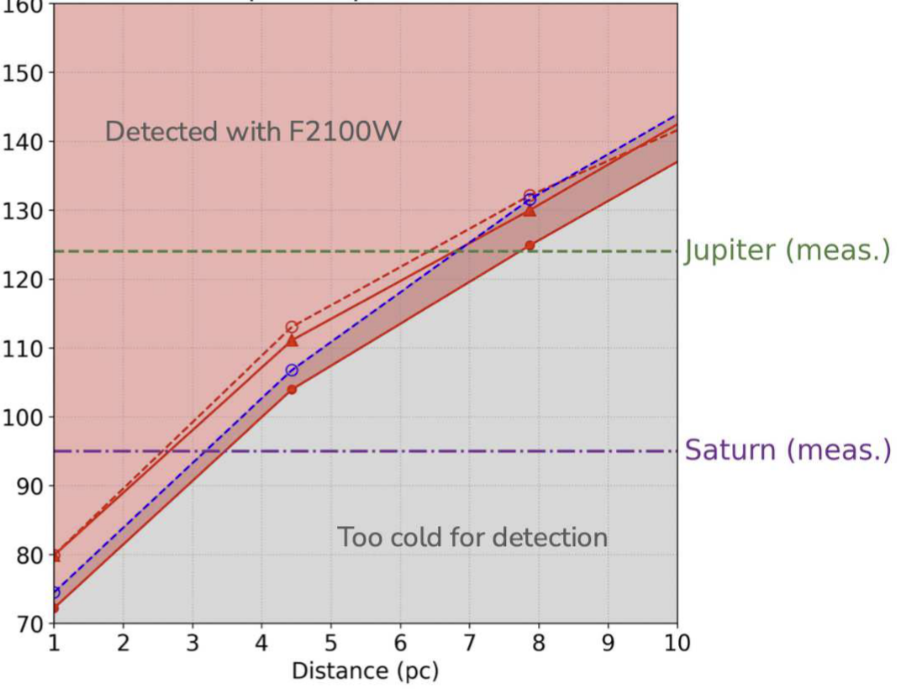 160
150
Detected with F2100W
140
130
Jupiter (meas.)
120
110
100
Saturn (meas.)
90
Too cold for detection
80
70
1 2 3 4 5 6 7 8 9 10
Distance (pc)